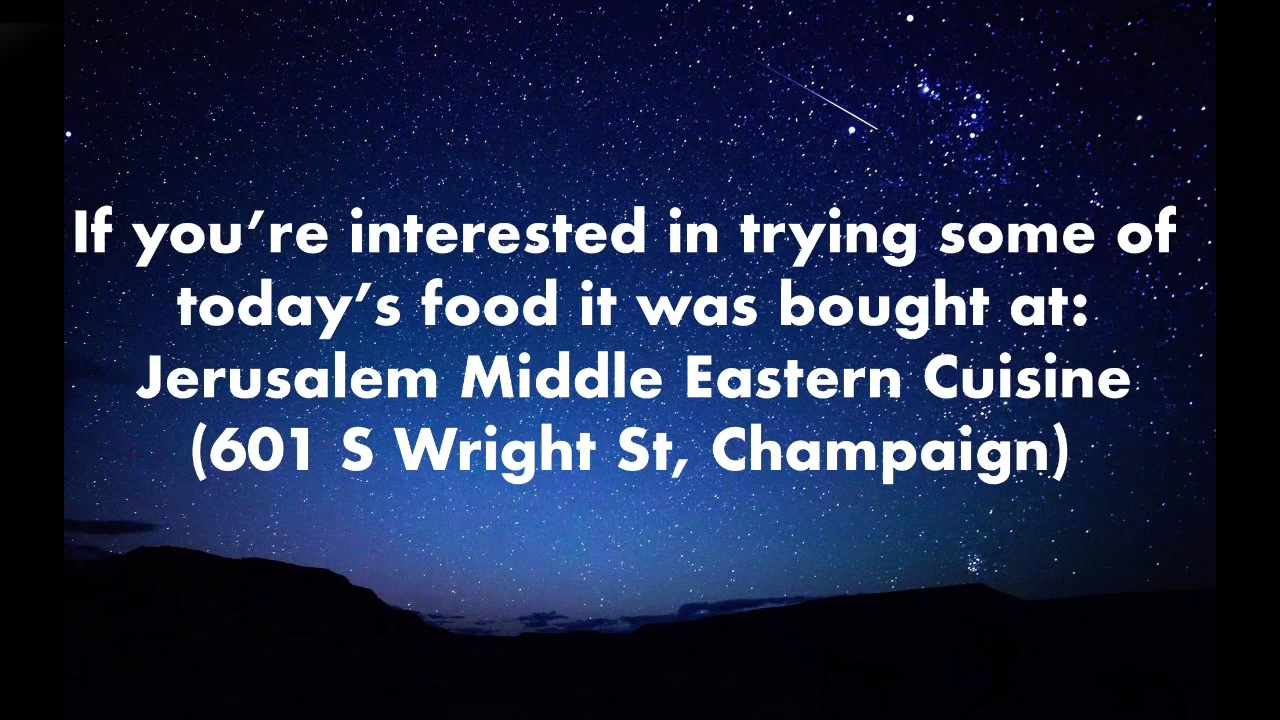 If you’re interested in trying some of
today’s food it was bought at:
Jerusalem Middle Eastern Cuisine
(601 S Wright St, Champaign)